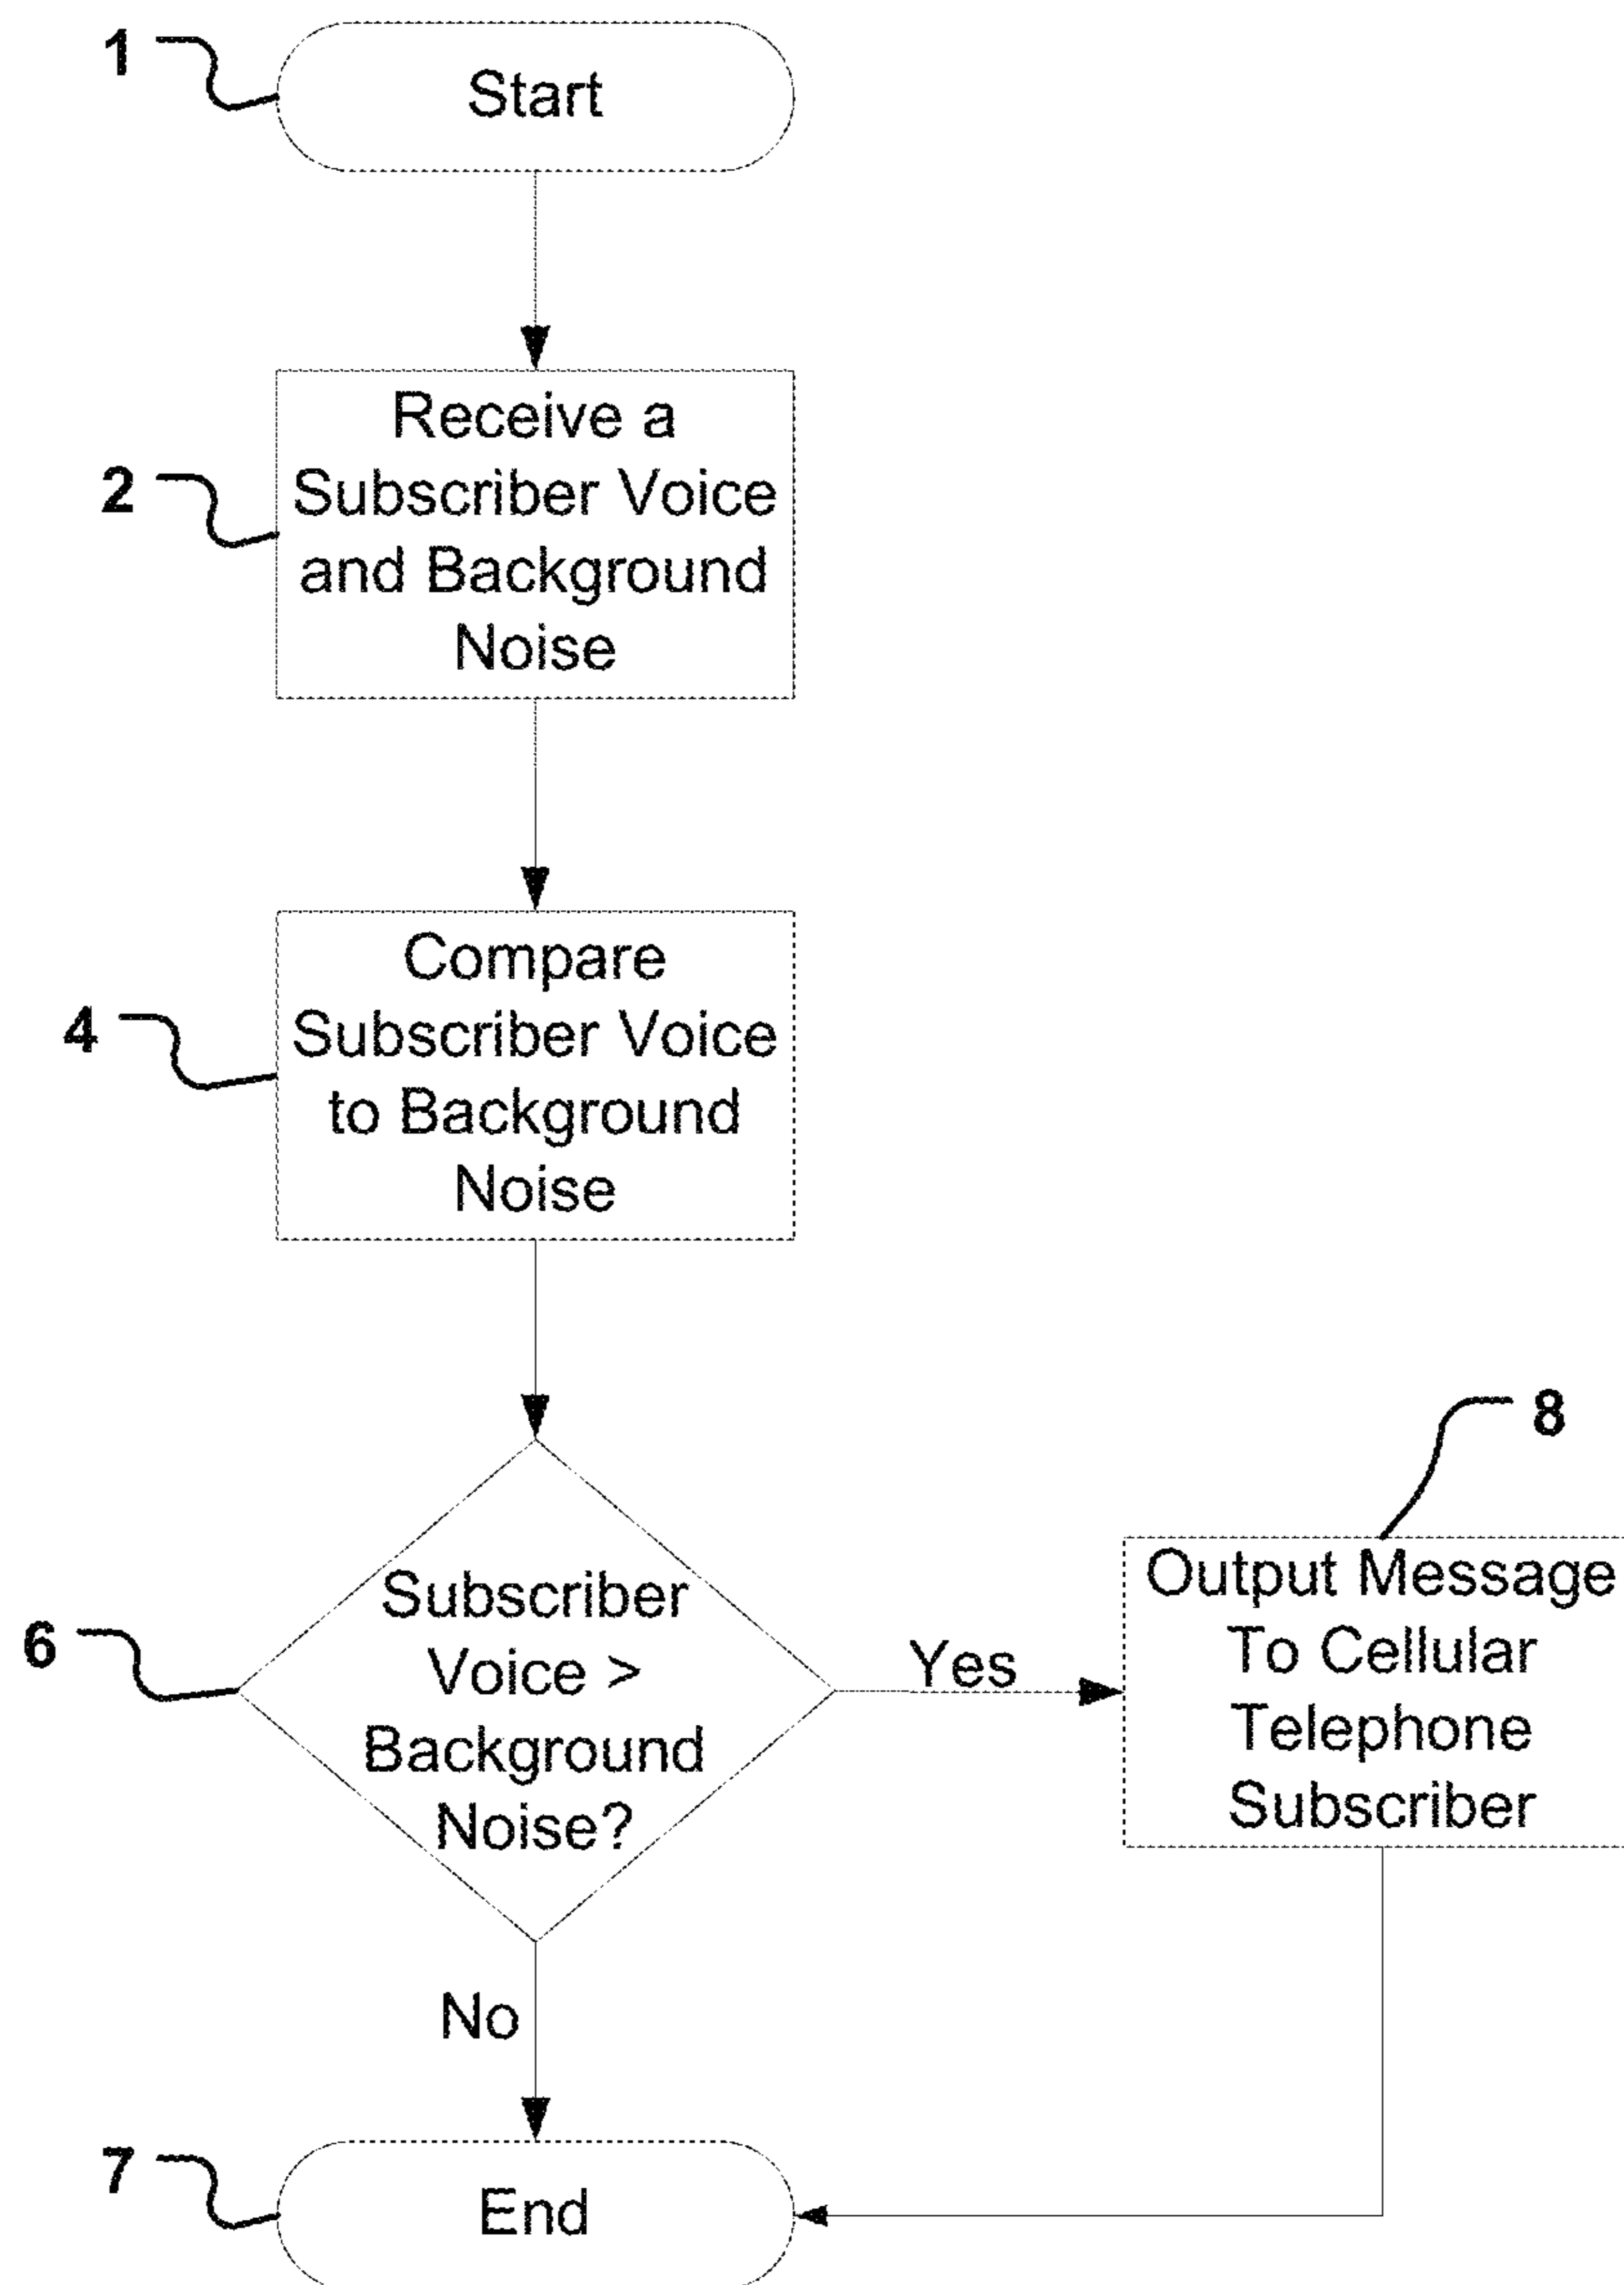 1
Start
Receive a
2
Subscriber Voice
and Background
Noise
Compare
4
Subscriber Voice
to Background
Noise
6
Subscriber
Voice >
Background
Noise?
Yes
8
Output Message
To Cellular
Telephone
Subscriber
No
7
End